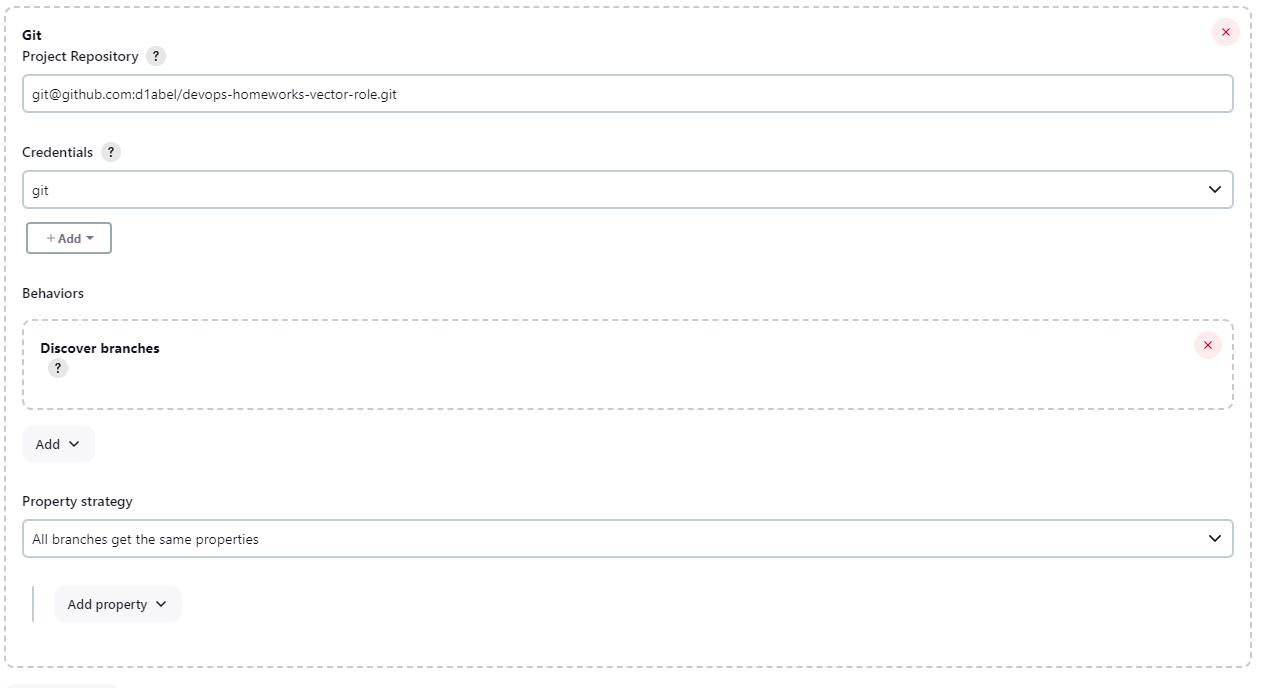 Git
Project Repository ?
git@github.com:d1abel/devops-homeworks-vector-role.git
Credentials ?
git
+ Add
Behaviors
Discover branches
?
Add
Property strategy
All branches get the same properties
Add property